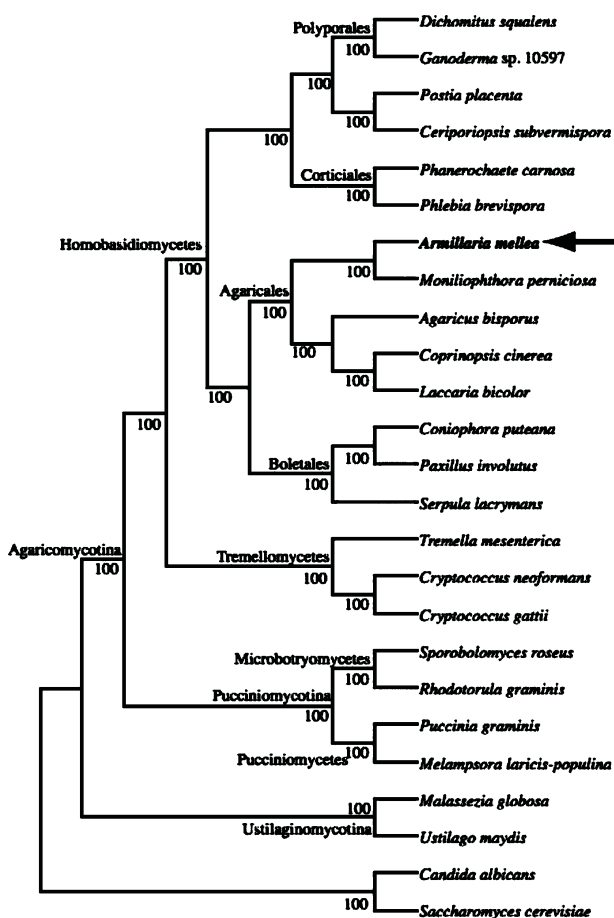 Dichomitus squalens
Polyporales
100
Ganoderma sp. 10597
100
Postia placenta
100
Ceriporiopsis subvermispora
100
Phanerochaete carnosa
Corticiales
100
Phlebia brevispora
Armillaria mellea
Homobasidiomycetes
100
100
Moniliophthora perniciosa
Agaricales
100
Agaricus bisporus
100
Coprinopsis cinerea
100
Laccaria bicolor
100
Coniophora puteana
100
100
Paxillus involutus
Boletales
100
Serpula lacrymans
Tremella mesenterica
Agaricomycotina
Tremellomycetes
100
100
Cryptococcus neoformans
100
Cryptococcus gattii
Sporobolomyces roseus
Microbotryomycetes
100
Rhodotorula graminis
Pucciniomycotina
100
Puccinia graminis
100
Pucciniomycetes
Melampsora laricis-populina
Malassezia globosa
100
Ustilaginomycotina
Ustilago maydis
Candida albicans
100
Saccharomyces cerevisiae